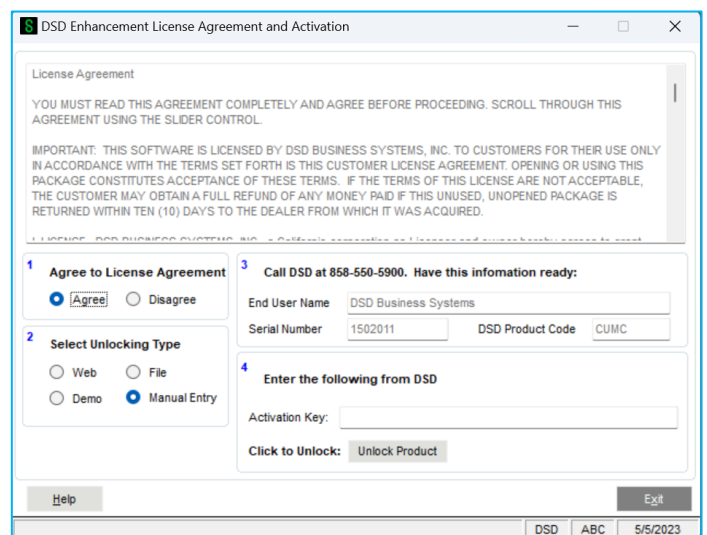 DSD Enhancement License Agreement and Activation
License Agreement
YOU MUST READ THIS AGREEMENT COMPLETELY AND AGREE BEFORE PROCEEDING. SCROLL THROUGH THIS
AGREEMENT USING THE SLIDER CONTROL.
IMPORTANT: THIS SOFTWARE IS LICENSED BY DSD BUSINESS SYSTEMS, INC. TO CUSTOMERS FOR THEIR USE ONLY
IN ACCORDANCE WITH THE TERMS SET FORTH IS THIS CUSTOMER LICENSE AGREEMENT. OPENING OR USING THIS
PACKAGE CONSTITUTES ACCEPTANCE OF THESE TERMS. IF THE TERMS OF THIS LICENSE ARE NOT ACCEPTABLE,
THE CUSTOMER MAY OBTAIN A FULL REFUND OF ANY MONEY PAID IF THIS UNUSED, UNOPENED PACKAGE IS
RETURNED WITHIN TEN (10) DAYS TO THE DEALER FROM WHICH IT WAS ACQUIRED.
1 Agree to License Agreement
Agree Disagree
2 Select Unlocking Type
Web File
Demo Manual Entry
3 Call DSD at 858-550-5900. Have this infomation ready:
End User Name DSD Business Systems
Serial Number 1502011 DSD Product Code CUMC
4 Enter the following from DSD
Activation Key:
Click to Unlock: Unlock Product
Help Exit
DSD ABC 5/5/2023